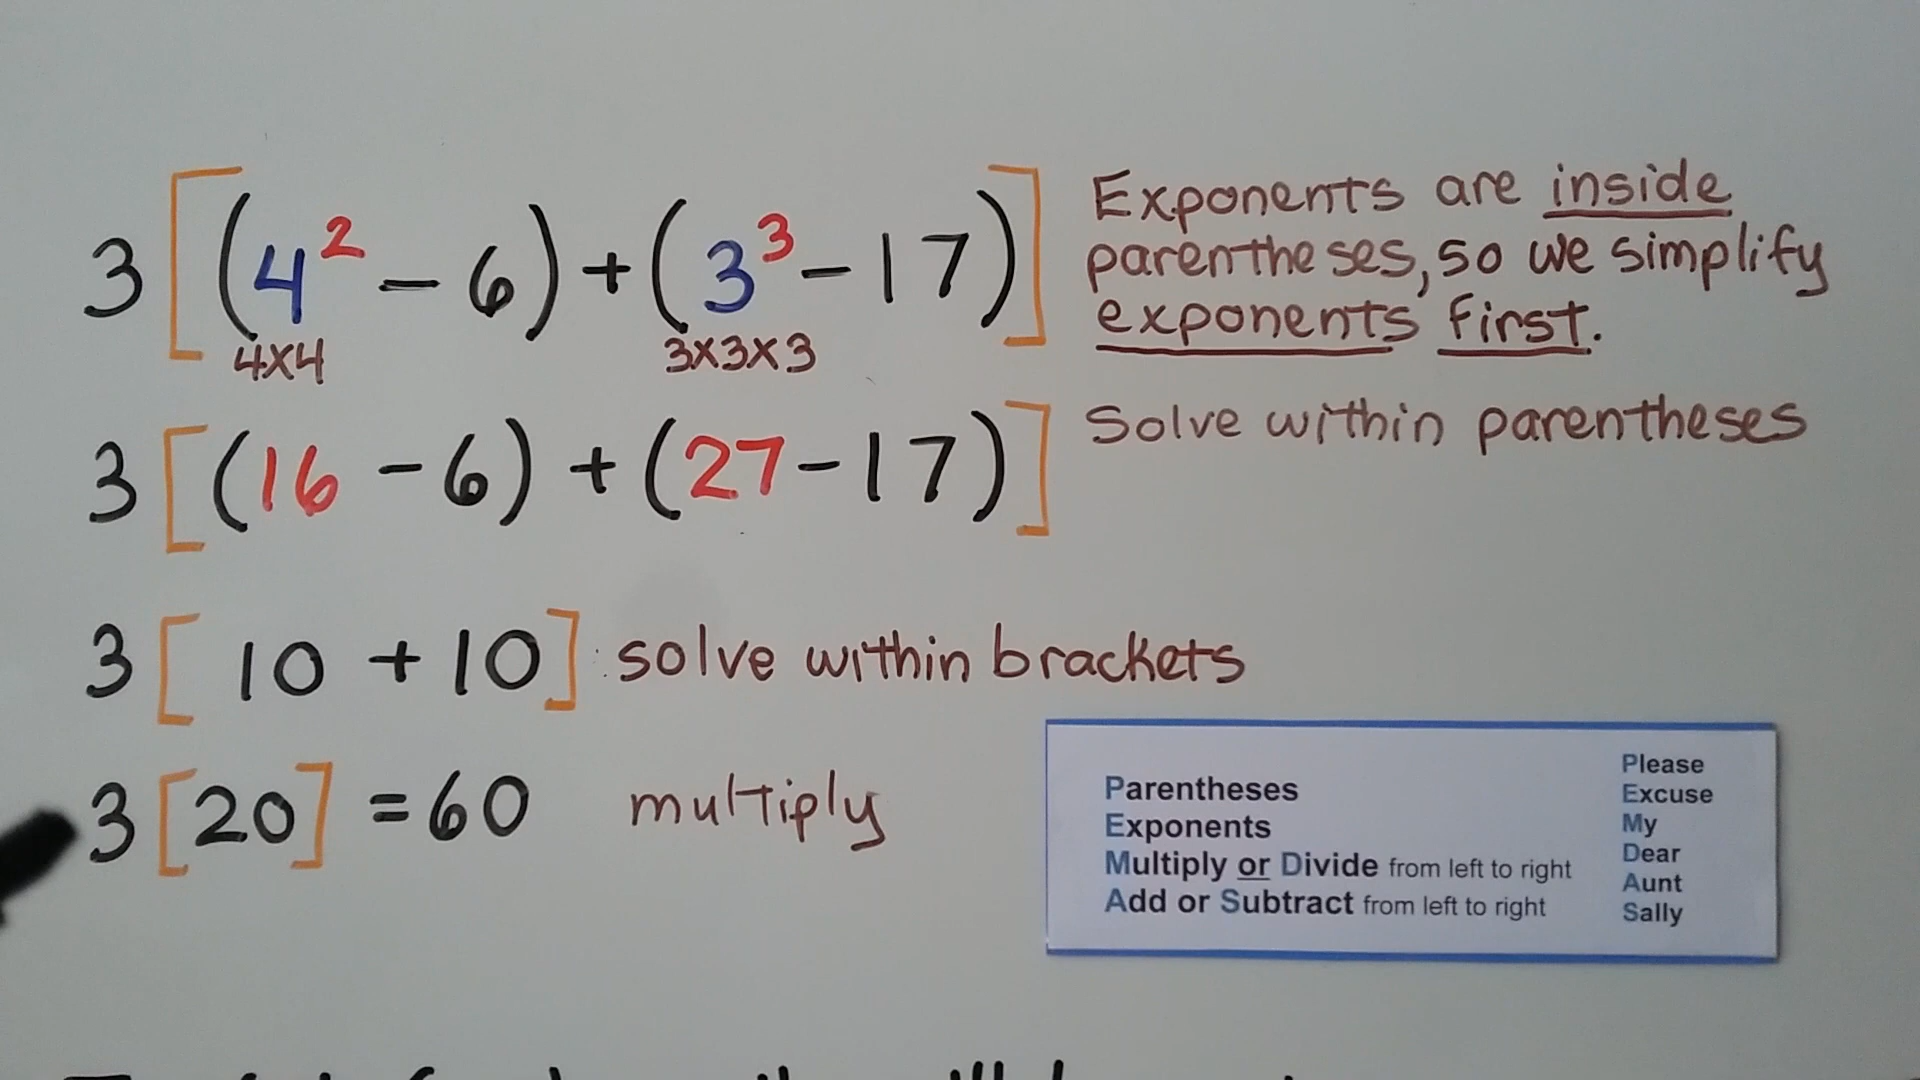 3[(4²-6)+(3³-17)]
4x4 3x3x3
Exponents are inside
parentheses, so we simplify
exponents first.
3[(16-6)+(27-17)]
Solve within parentheses
3[10+10] solve within brackets
3[20]=60 multiply
Parentheses
Exponents
Multiply or Divide from left to right
Add or Subtract from left to right
Please
Excuse
My
Dear
Aunt
Sally